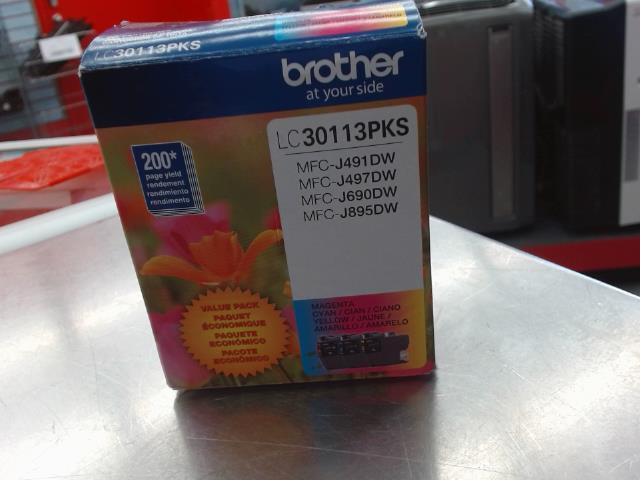 LC30113PKS
brother
at your side
LC30113PKS
MFC-J491DW
MFC-J497DW
MFC-J690DW
MFC-J895DW
200*
page yield
rendement
rendimiento
rendimento
VALUE PACK
PAQUET
ÉCONOMIQUE
PAQUETE
ECONÓMICO
PACOTE
ECONÔMICO
MAGENTA
CYAN / CIAN / CIANO
YELLOW / JAUNE /
AMARILLO / AMARELO